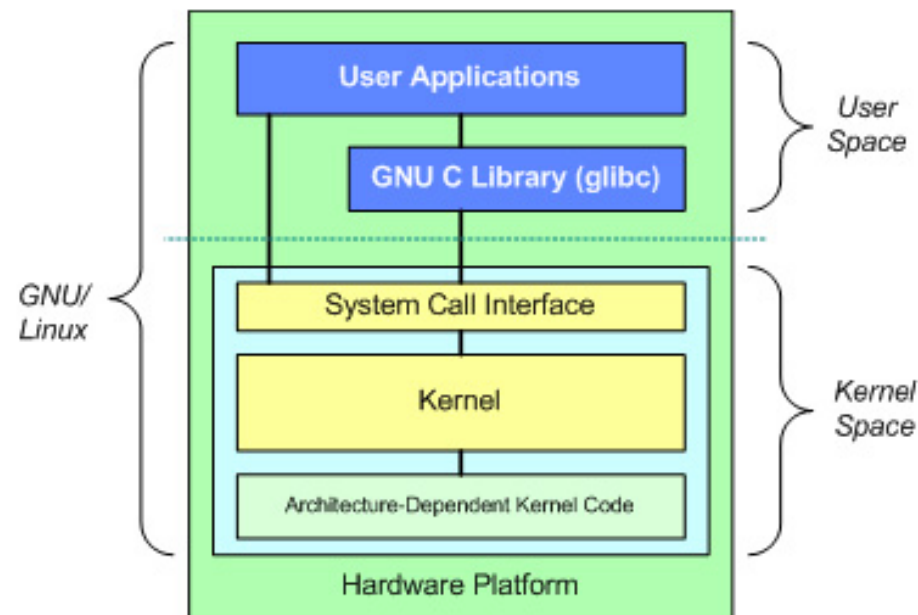 User Applications
GNU C Library (glibc)
User
Space
GNU/
Linux
System Call Interface
Kernel
Architecture-Dependent Kernel Code
Kernel
Space
Hardware Platform